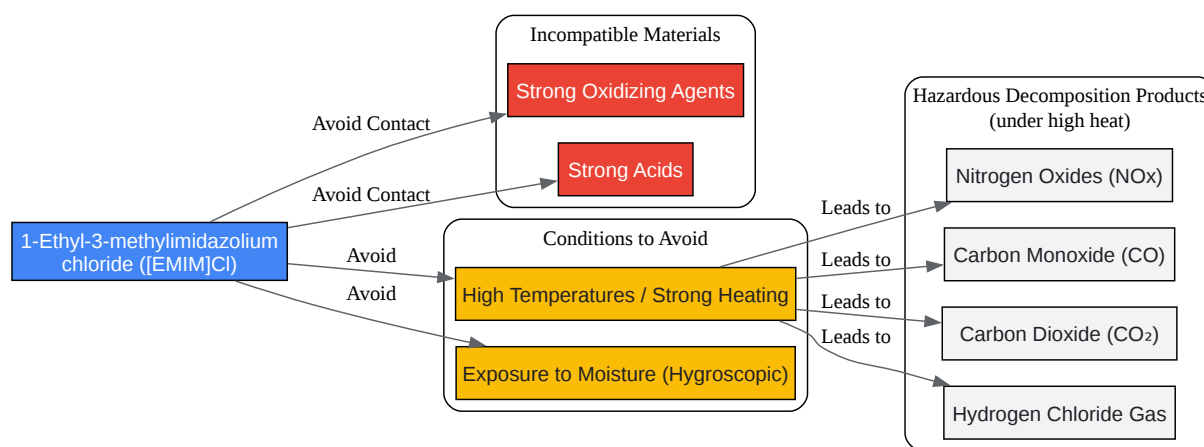 Incompatible Materials
Strong Oxidizing Agents
Strong Acids
Avoid Contact
Avoid Contact
1-Ethyl-3-methylimidazolium
chloride ([EMIM]Cl)
Avoid
Avoid
Conditions to Avoid
High Temperatures / Strong Heating
Exposure to Moisture (Hygroscopic)
Leads to
Leads to
Leads to
Leads to
Hazardous Decomposition Products
(under high heat)
Nitrogen Oxides (NOx)
Carbon Monoxide (CO)
Carbon Dioxide (CO₂)
Hydrogen Chloride Gas